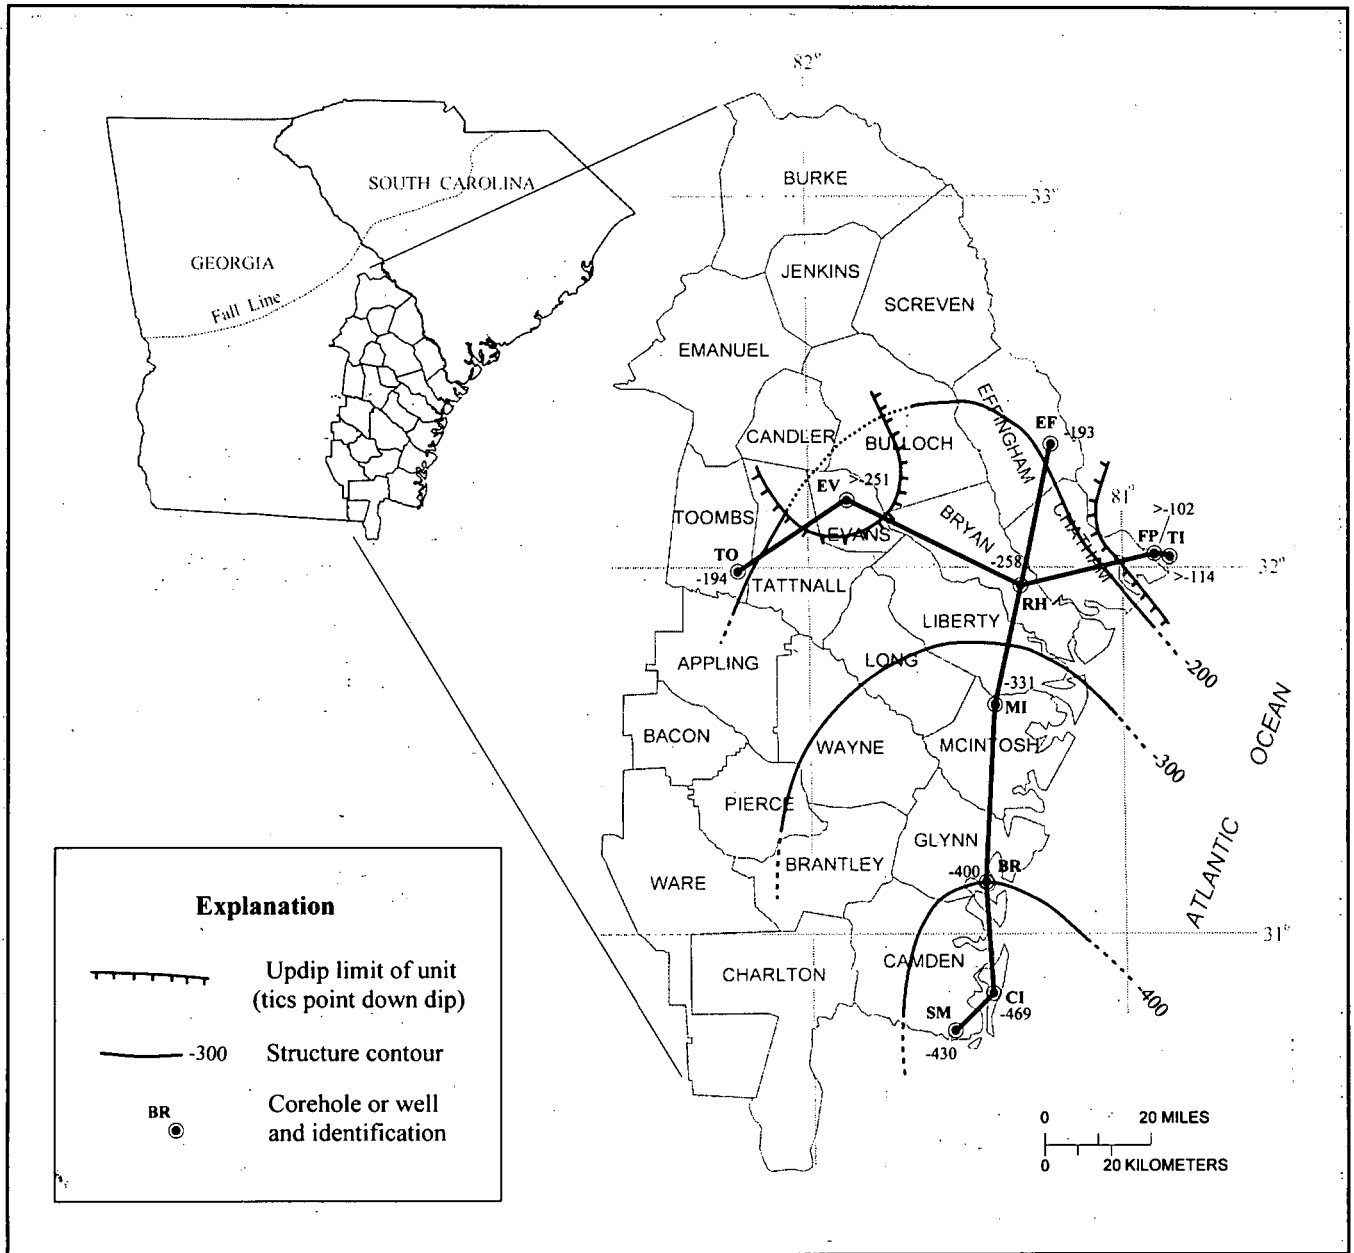 82°
BURKE
33°
SOUTH CAROLINA
GEORGIA
Fall Line
JENKINS
SCREVEN
EMANUEL
EFFINGHAM
CANDLER
BULLOCH
EF
-193
EV
>-251
81°
>-102
TOOMBS
EVANS
BRYAN
CHATHAM
FP TI
TO
-194
-258
32°
>-114
TATTNALL
RH
LIBERTY
APPLING
LONG
-200
-331
MI
BACON
WAYNE
MCINTOSH
-300
ATLANTIC OCEAN
PIERCE
GLYNN
BRANTLEY
-400
BR
WARE
31°
CHARLTON
CAMDEN
-400
SM
CI
-469
-430
Explanation
Updip limit of unit
(tics point down dip)
-300
Structure contour
BR
Corehole or well
and identification
0 20 MILES
0 20 KILOMETERS